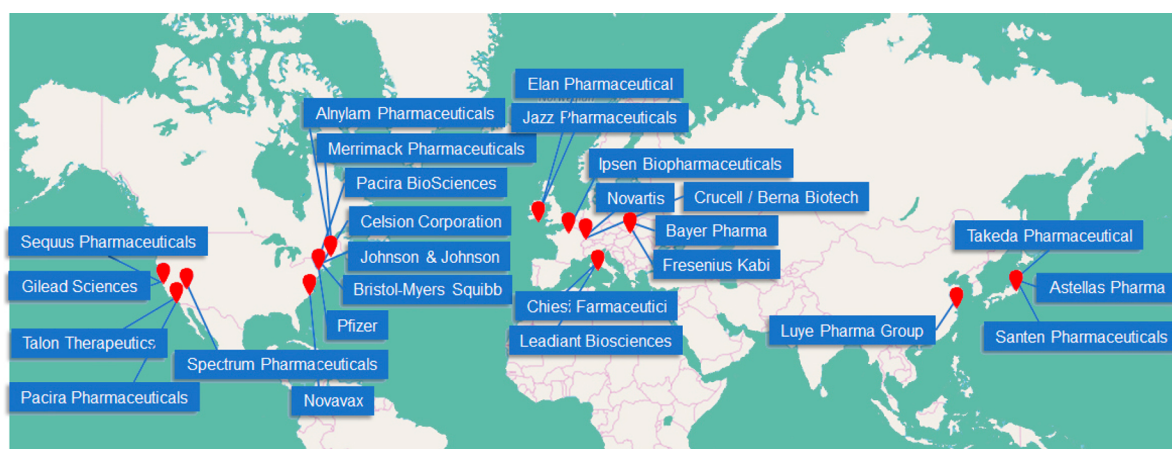 Elan Pharmaceutical
Alnylam Pharmaceuticals
Jazz Pharmaceuticals
Merrimack Pharmaceuticals
Ipsen Biopharmaceuticals
Pacira BioSciences
Novartis
Crucell / Berna Biotech
Celsion Corporation
Bayer Pharma
Takeda Pharmaceutical
Sequus Pharmaceuticals
Johnson & Johnson
Fresenius Kabi
Gilead Sciences
Bristol-Myers Squibb
Astellas Pharma
Chiesi Farmaceutici
Pfizer
Luye Pharma Group
Santen Pharmaceuticals
Talon Therapeutics
Leadiant Biosciences
Spectrum Pharmaceuticals
Pacira Pharmaceuticals
Novavax